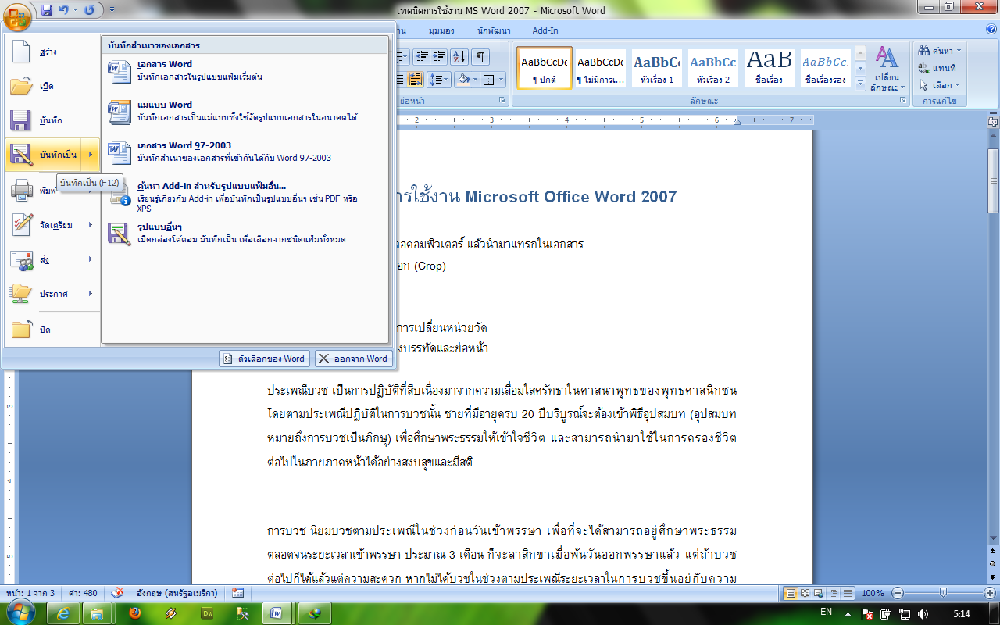 เทคนิคการใช้งาน MS Word 2007 - Microsoft Word
มุมมอง นักพัฒนา Add-In
สร้าง
เปิด
บันทึก
บันทึกเป็น
บันทึกเป็น (F12)
พิมพ์
จัดเตรียม
ส่ง
ประกาศ
ปิด
บันทึกสำเนาของเอกสาร
เอกสาร Word
บันทึกเอกสารในรูปแบบแฟ้มเริ่มต้น
แม่แบบ Word
บันทึกเอกสารเป็นแม่แบบซึ่งใช้จัดรูปแบบเอกสารในอนาคตได้
เอกสาร Word 97-2003
บันทึกสำเนาของเอกสารที่เข้ากันได้กับ Word 97-2003
ค้นหา Add-in สำหรับรูปแบบแฟ้มอื่น...
เรียนรู้เกี่ยวกับ Add-in เพื่อบันทึกเป็นรูปแบบอื่นๆ เช่น PDF หรือ
XPS
รูปแบบอื่นๆ
เปิดกล่องโต้ตอบ บันทึกเป็น เพื่อเลือกจากชนิดแฟ้มทั้งหมด
ตัวเลือกของ Word ออกจาก Word
AaBbCcDc AaBbCcDc AaBbC AaBbCc AaB AaBbCc
¶ ปกติ ¶ ไม่มีการเ... หัวเรื่อง 1 หัวเรื่อง 2 ชื่อเรื่อง ชื่อเรื่องรอง
เปลี่ยน
ลักษณะ
ค้นหา
แทนที่
เลือก
ย่อหน้า ลักษณะ การแก้ไข
2 3 4 5 6 7
การใช้งาน Microsoft Office Word 2007
จอคอมพิวเตอร์ แล้วนำมาแทรกในเอกสาร
อก (Crop)
การเปลี่ยนหน่วยวัด
งบรรทัดและย่อหน้า
ประเพณีบวช เป็นการปฏิบัติที่สืบเนื่องมาจากความเลื่อมใสศรัทธาในศาสนาพุทธของพุทธศาสนิกชน
โดยตามประเพณีปฏิบัติในการบวชนั้น ชายที่มีอายุครบ 20 ปีบริบูรณ์จะต้องเข้าพิธีอุปสมบท (อุปสมบท
หมายถึงการบวชเป็นภิกษุ) เพื่อศึกษาพระธรรมให้เข้าใจชีวิต และสามารถนำมาใช้ในการครองชีวิต
ต่อไปในภายภาคหน้าได้อย่างสงบสุขและมีสติ
การบวช นิยมบวชตามประเพณีในช่วงก่อนวันเข้าพรรษา เพื่อที่จะได้สามารถอยู่ศึกษาพระธรรม
ตลอดจนระยะเวลาเข้าพรรษา ประมาณ 3 เดือน ก็จะลาสิกขาเมื่อพ้นวันออกพรรษาแล้ว แต่ถ้าบวช
ต่อไปก็ได้แล้วแต่ความสะดวก หากไม่ได้บวชในช่วงตามประเพณีระยะเวลาในการบวชขึ้นอยู่กับความ
3
4
5
หน้า: 1 จาก 3 คำ: 480 อังกฤษ (สหรัฐอเมริกา) 100%
EN 5:14